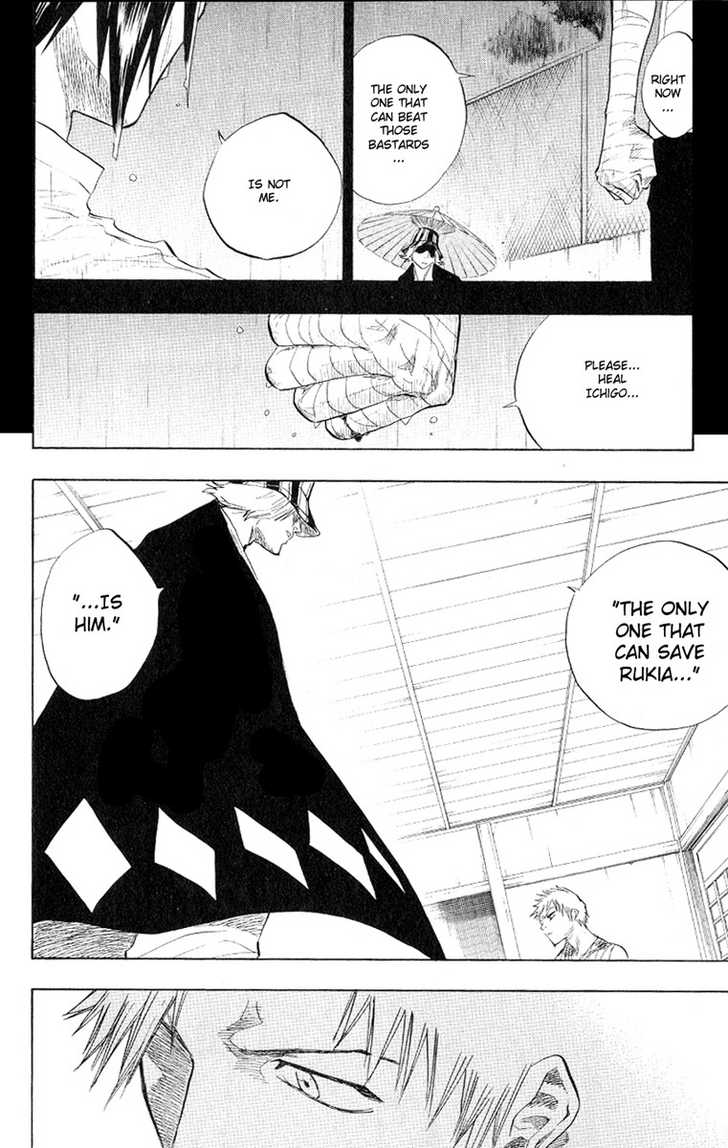 RIGHT
NOW
...
THE ONLY
ONE THAT
CAN BEAT
THOSE
BASTARDS
...
IS NOT
ME.
PLEASE...
HEAL
ICHIGO...
"THE ONLY
ONE THAT
CAN SAVE
RUKIA..."
"...IS
HIM."